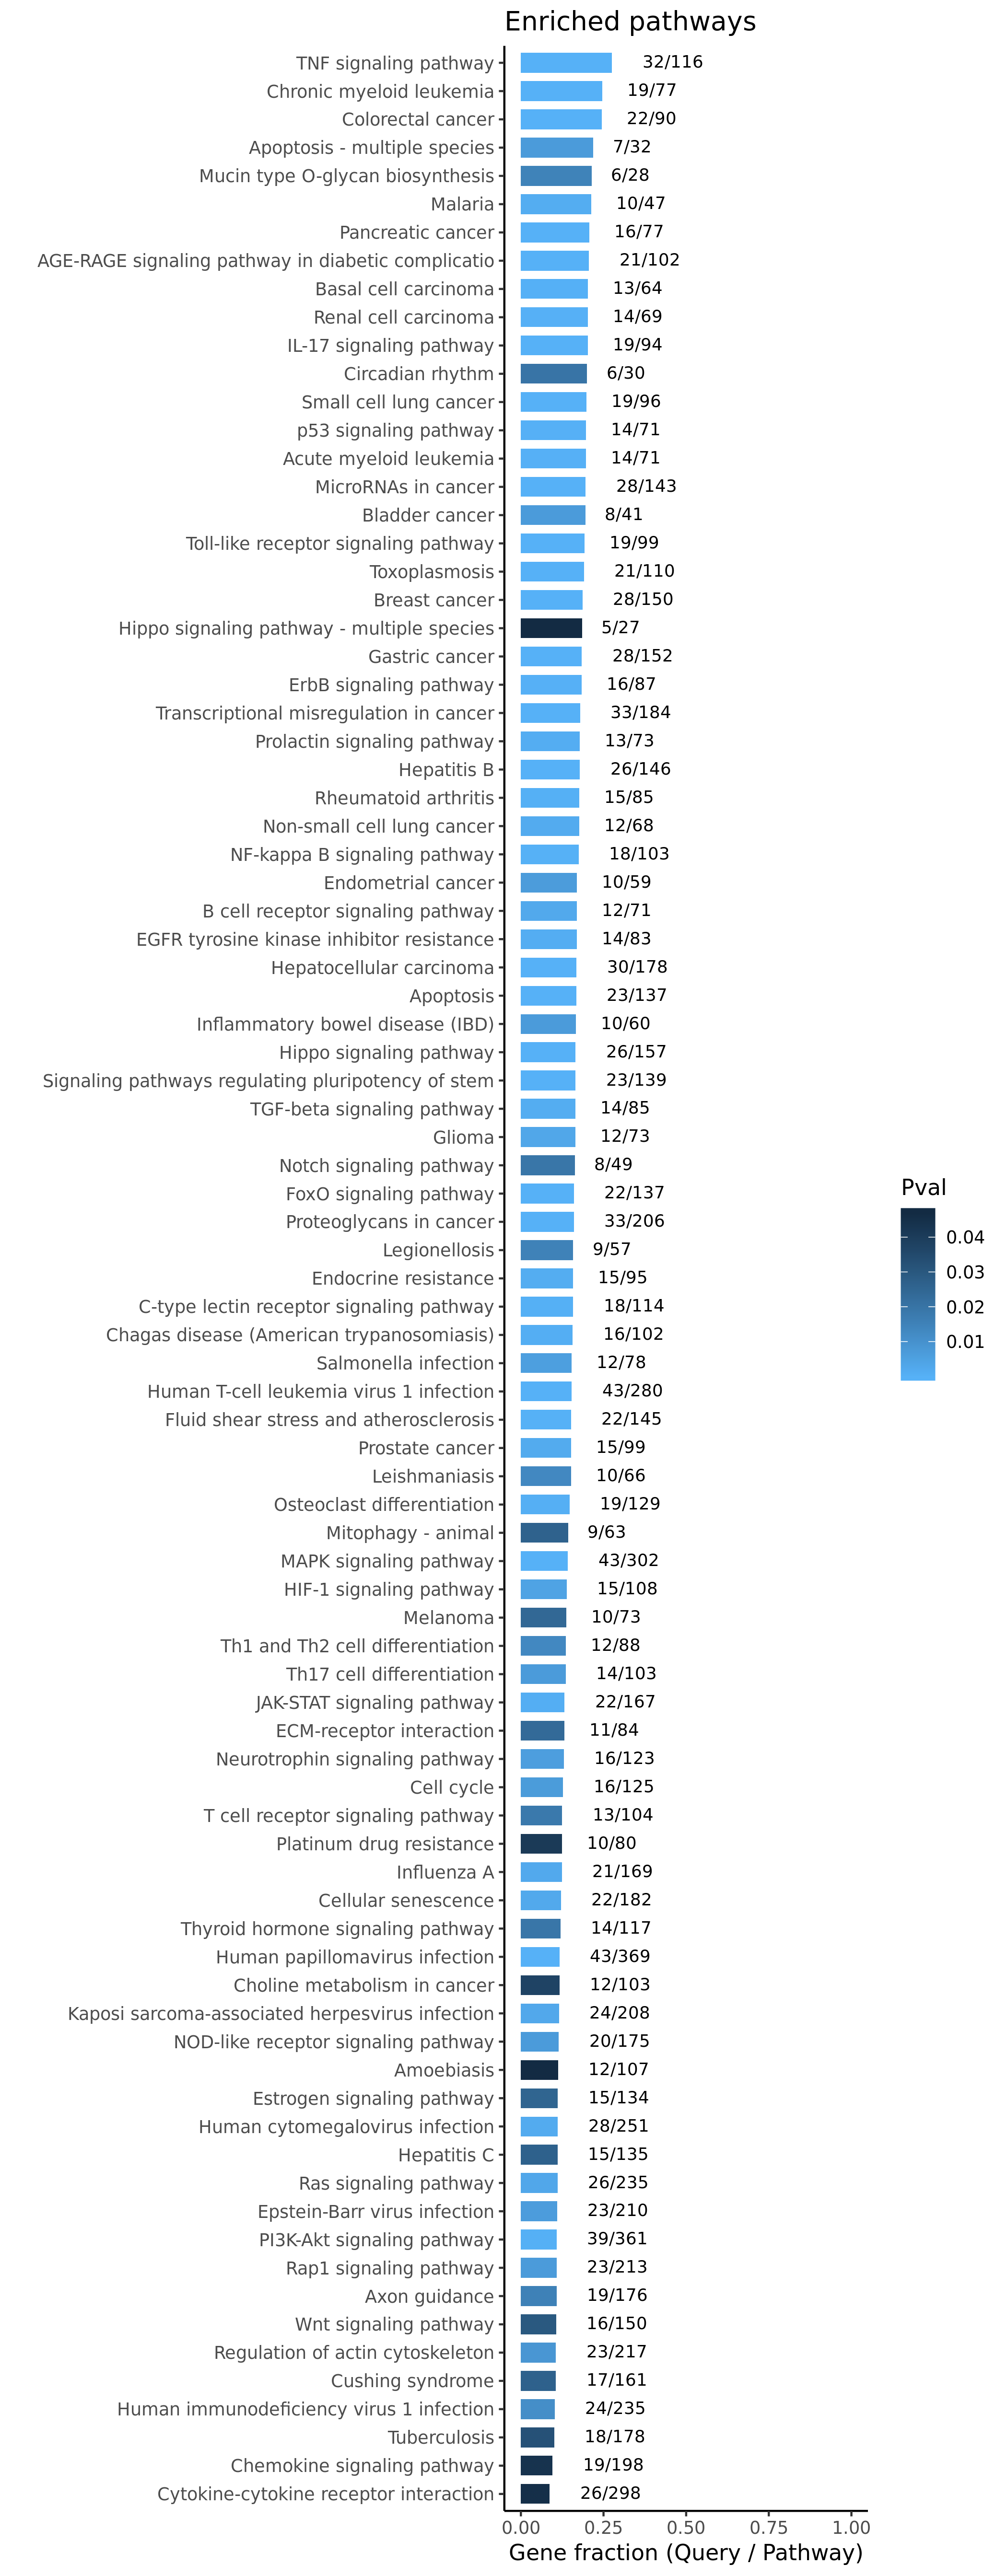 Enriched pathways
TNF signaling pathway 32/116
Chronic myeloid leukemia 19/77
Colorectal cancer 22/90
Apoptosis - multiple species 7/32
Mucin type O-glycan biosynthesis 6/28
Malaria 10/47
Pancreatic cancer 16/77
AGE-RAGE signaling pathway in diabetic complicatio 21/102
Basal cell carcinoma 13/64
Renal cell carcinoma 14/69
IL-17 signaling pathway 19/94
Circadian rhythm 6/30
Small cell lung cancer 19/96
p53 signaling pathway 14/71
Acute myeloid leukemia 14/71
MicroRNAs in cancer 28/143
Bladder cancer 8/41
Toll-like receptor signaling pathway 19/99
Toxoplasmosis 21/110
Breast cancer 28/150
Hippo signaling pathway - multiple species 5/27
Gastric cancer 28/152
ErbB signaling pathway 16/87
Transcriptional misregulation in cancer 33/184
Prolactin signaling pathway 13/73
Hepatitis B 26/146
Rheumatoid arthritis 15/85
Non-small cell lung cancer 12/68
NF-kappa B signaling pathway 18/103
Endometrial cancer 10/59
B cell receptor signaling pathway 12/71
EGFR tyrosine kinase inhibitor resistance 14/83
Hepatocellular carcinoma 30/178
Apoptosis 23/137
Inflammatory bowel disease (IBD) 10/60
Hippo signaling pathway 26/157
Signaling pathways regulating pluripotency of stem 23/139
TGF-beta signaling pathway 14/85
Glioma 12/73
Notch signaling pathway 8/49
FoxO signaling pathway 22/137
Proteoglycans in cancer 33/206
Legionellosis 9/57
Endocrine resistance 15/95
C-type lectin receptor signaling pathway 18/114
Chagas disease (American trypanosomiasis) 16/102
Salmonella infection 12/78
Human T-cell leukemia virus 1 infection 43/280
Fluid shear stress and atherosclerosis 22/145
Prostate cancer 15/99
Leishmaniasis 10/66
Osteoclast differentiation 19/129
Mitophagy - animal 9/63
MAPK signaling pathway 43/302
HIF-1 signaling pathway 15/108
Melanoma 10/73
Th1 and Th2 cell differentiation 12/88
Th17 cell differentiation 14/103
JAK-STAT signaling pathway 22/167
ECM-receptor interaction 11/84
Neurotrophin signaling pathway 16/123
Cell cycle 16/125
T cell receptor signaling pathway 13/104
Platinum drug resistance 10/80
Influenza A 21/169
Cellular senescence 22/182
Thyroid hormone signaling pathway 14/117
Human papillomavirus infection 43/369
Choline metabolism in cancer 12/103
Kaposi sarcoma-associated herpesvirus infection 24/208
NOD-like receptor signaling pathway 20/175
Amoebiasis 12/107
Estrogen signaling pathway 15/134
Human cytomegalovirus infection 28/251
Hepatitis C 15/135
Ras signaling pathway 26/235
Epstein-Barr virus infection 23/210
PI3K-Akt signaling pathway 39/361
Rap1 signaling pathway 23/213
Axon guidance 19/176
Wnt signaling pathway 16/150
Regulation of actin cytoskeleton 23/217
Cushing syndrome 17/161
Human immunodeficiency virus 1 infection 24/235
Tuberculosis 18/178
Chemokine signaling pathway 19/198
Cytokine-cytokine receptor interaction 26/298
0.00 0.25 0.50 0.75 1.00
Gene fraction (Query / Pathway)
Pval
0.04
0.03
0.02
0.01